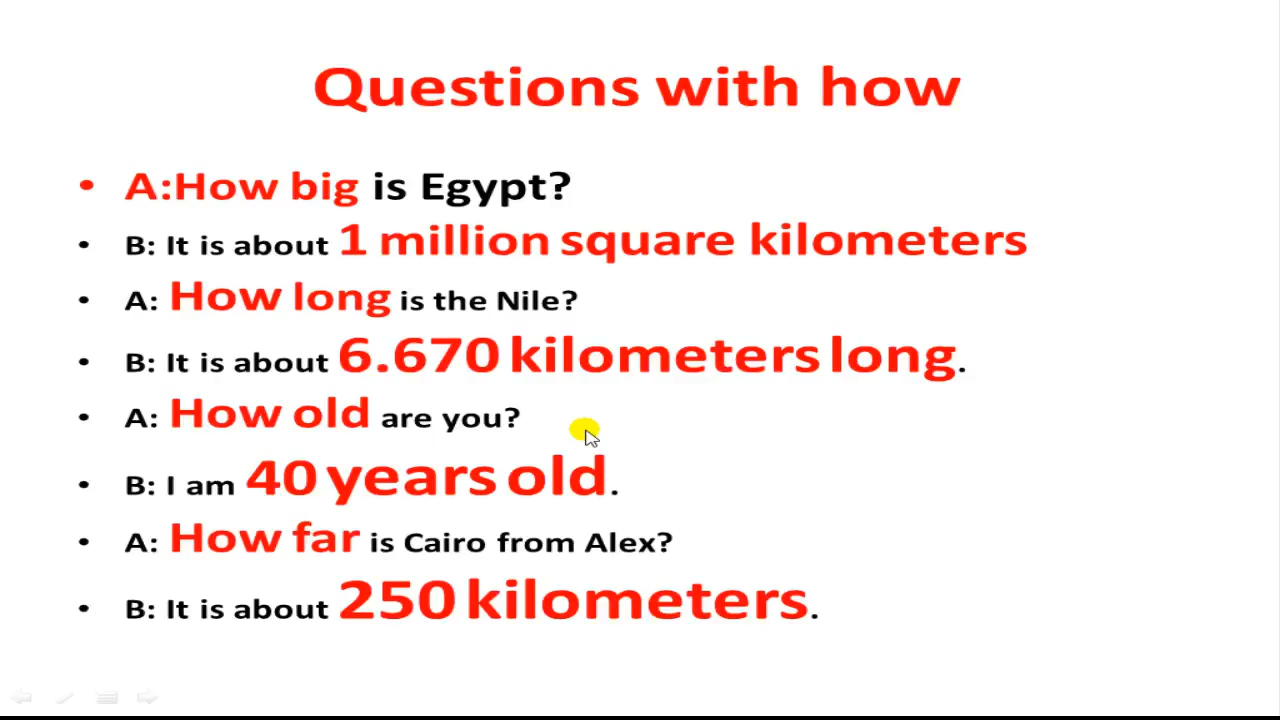 Questions with how
• A:How big is Egypt?
• B: It is about 1 million square kilometers
• A: How long is the Nile?
• B: It is about 6.670 kilometers long.
• A: How old are you?
• B: I am 40 years old.
• A: How far is Cairo from Alex?
• B: It is about 250 kilometers.